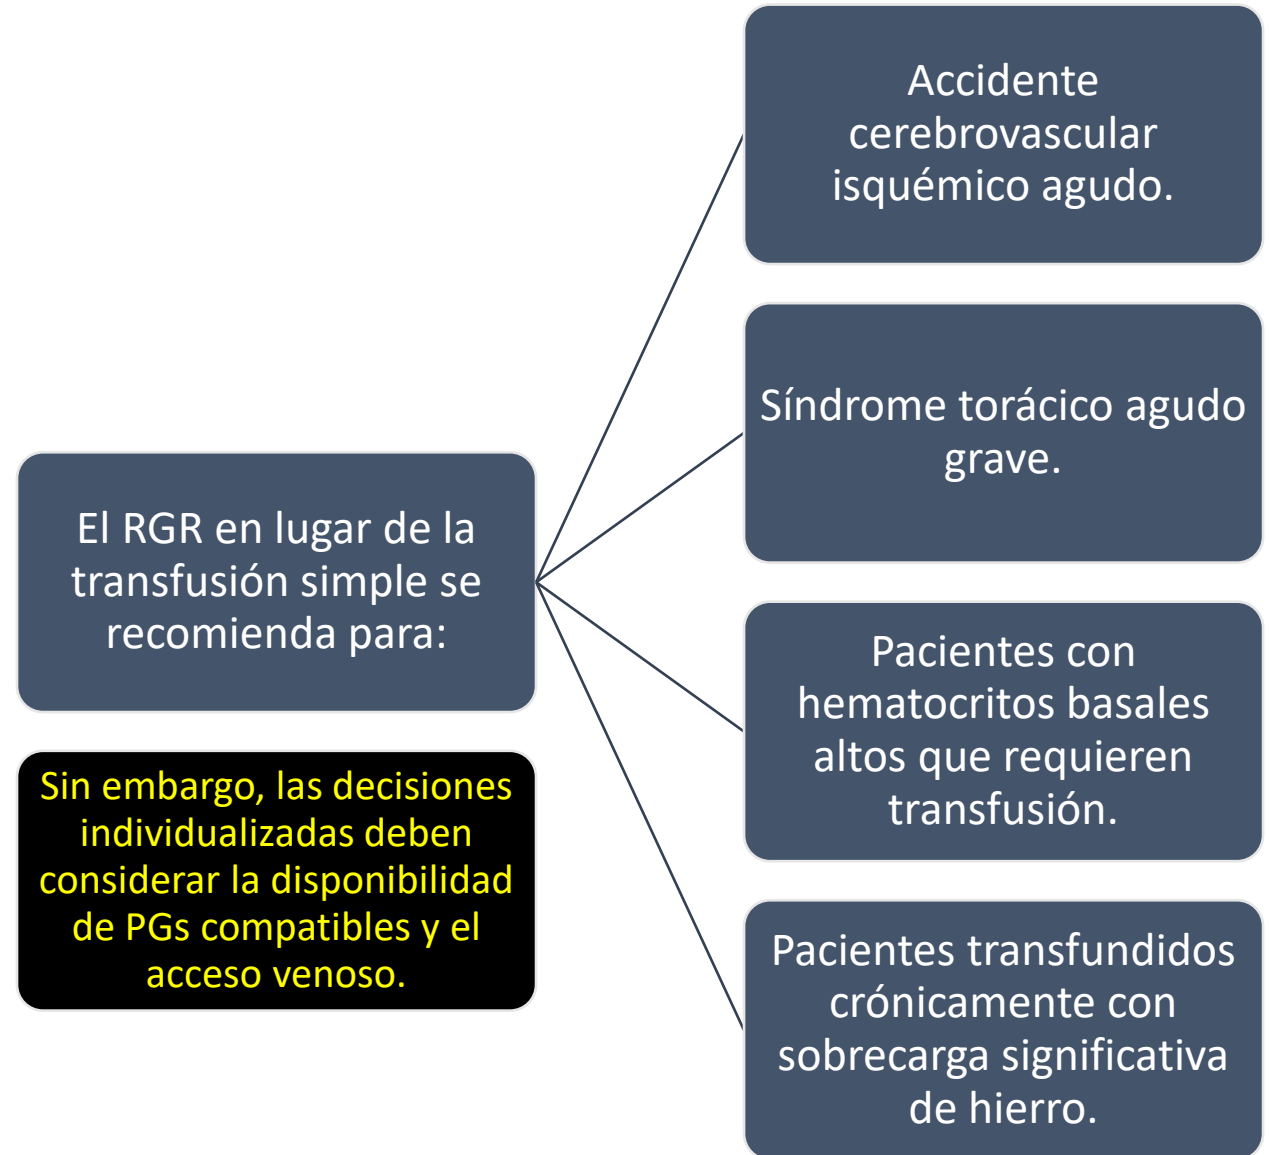 El RGR en lugar de la
transfusión simple se
recomienda para:
Sin embargo, las decisiones
individualizadas deben
considerar la disponibilidad
de PGs compatibles y el
acceso venoso.
Accidente
cerebrovascular
isquémico agudo.
Síndrome torácico agudo
grave.
Pacientes con
hematocritos basales
altos que requieren
transfusión.
Pacientes transfundidos
crónicamente con
sobrecarga significativa
de hierro.